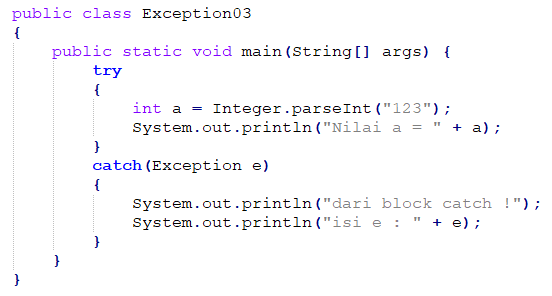 public class Exception03
{
    public static void main(String[] args) {
        try
        {
            int a = Integer.parseInt("123");
            System.out.println("Nilai a = " + a);
        }
        catch(Exception e)
        {
            System.out.println("dari block catch !");
            System.out.println("isi e : " + e);
        }
    }
}